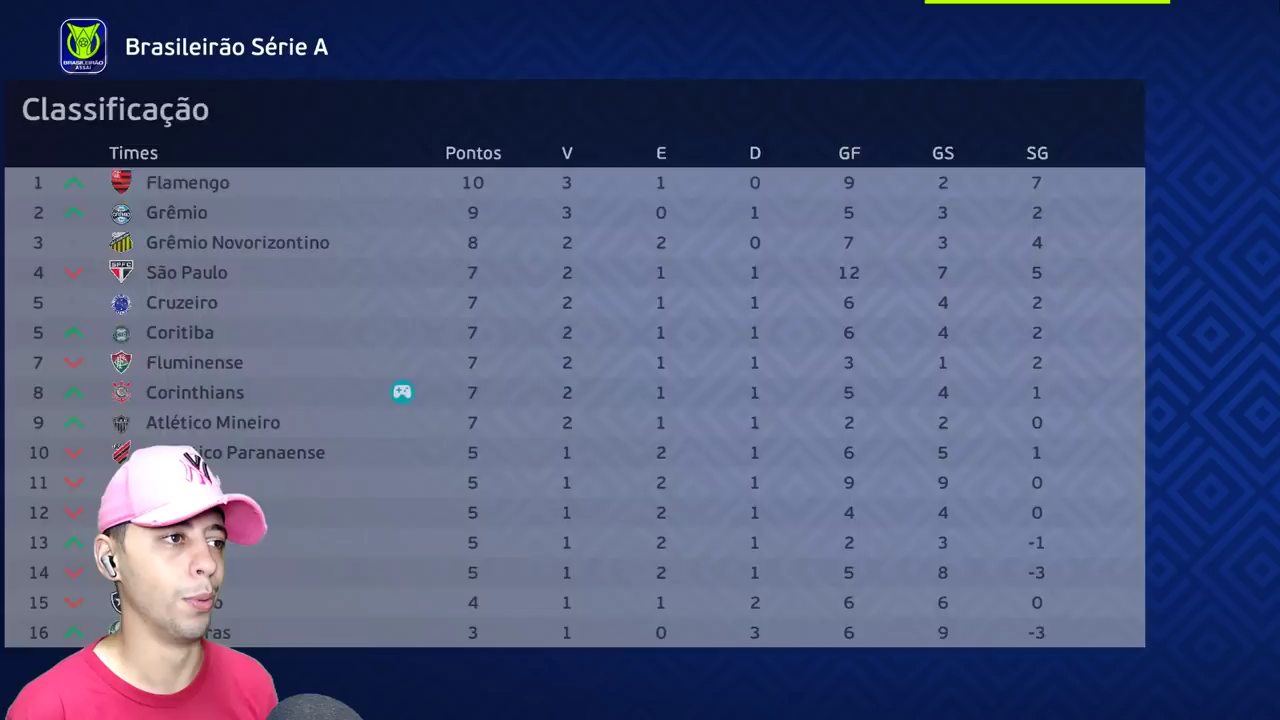 Brasileirão Série A
Classificação
Times Pontos V E D GF GS SG
1 Flamengo 10 3 1 0 9 2 7
2 Grêmio 9 3 0 1 5 3 2
3 Grêmio Novorizontino 8 2 2 0 7 3 4
4 São Paulo 7 2 1 1 12 7 5
5 Cruzeiro 7 2 1 1 6 4 2
5 Coritiba 7 2 1 1 6 4 2
7 Fluminense 7 2 1 1 3 1 2
8 Corinthians 7 2 1 1 5 4 1
9 Atlético Mineiro 7 2 1 1 2 2 0
10 ico Paranaense 5 1 2 1 6 5 1
11 5 1 2 1 9 9 0
12 5 1 2 1 4 4 0
13 5 1 2 1 2 3 -1
14 5 1 2 1 5 8 -3
15 4 1 1 2 6 6 0
16 ras 3 1 0 3 6 9 -3